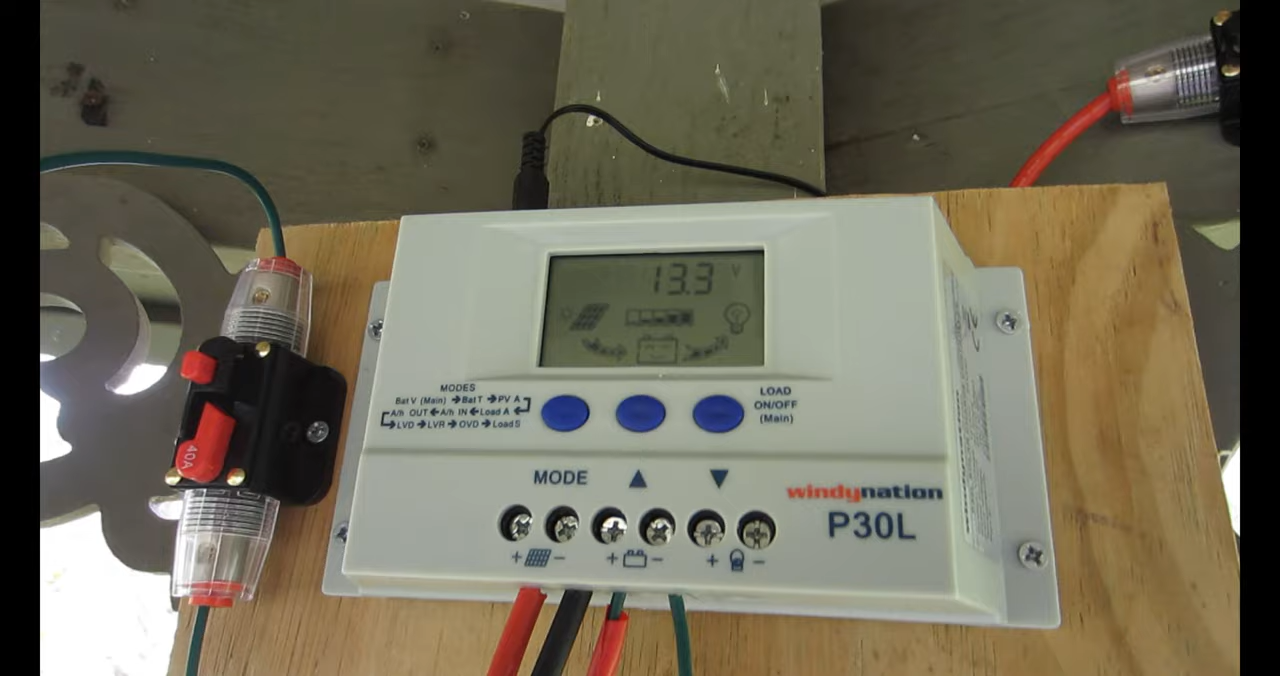 13.3 V
MODES
Bat V (Main) → Bat T → PV A
A/h OUT ← A/h IN ← Load A
LVD → LVR → OVD → Load S
LOAD
ON/OFF
(Main)
MODE ▲ ▼
windynation
P30L
+ - + - + -
40A